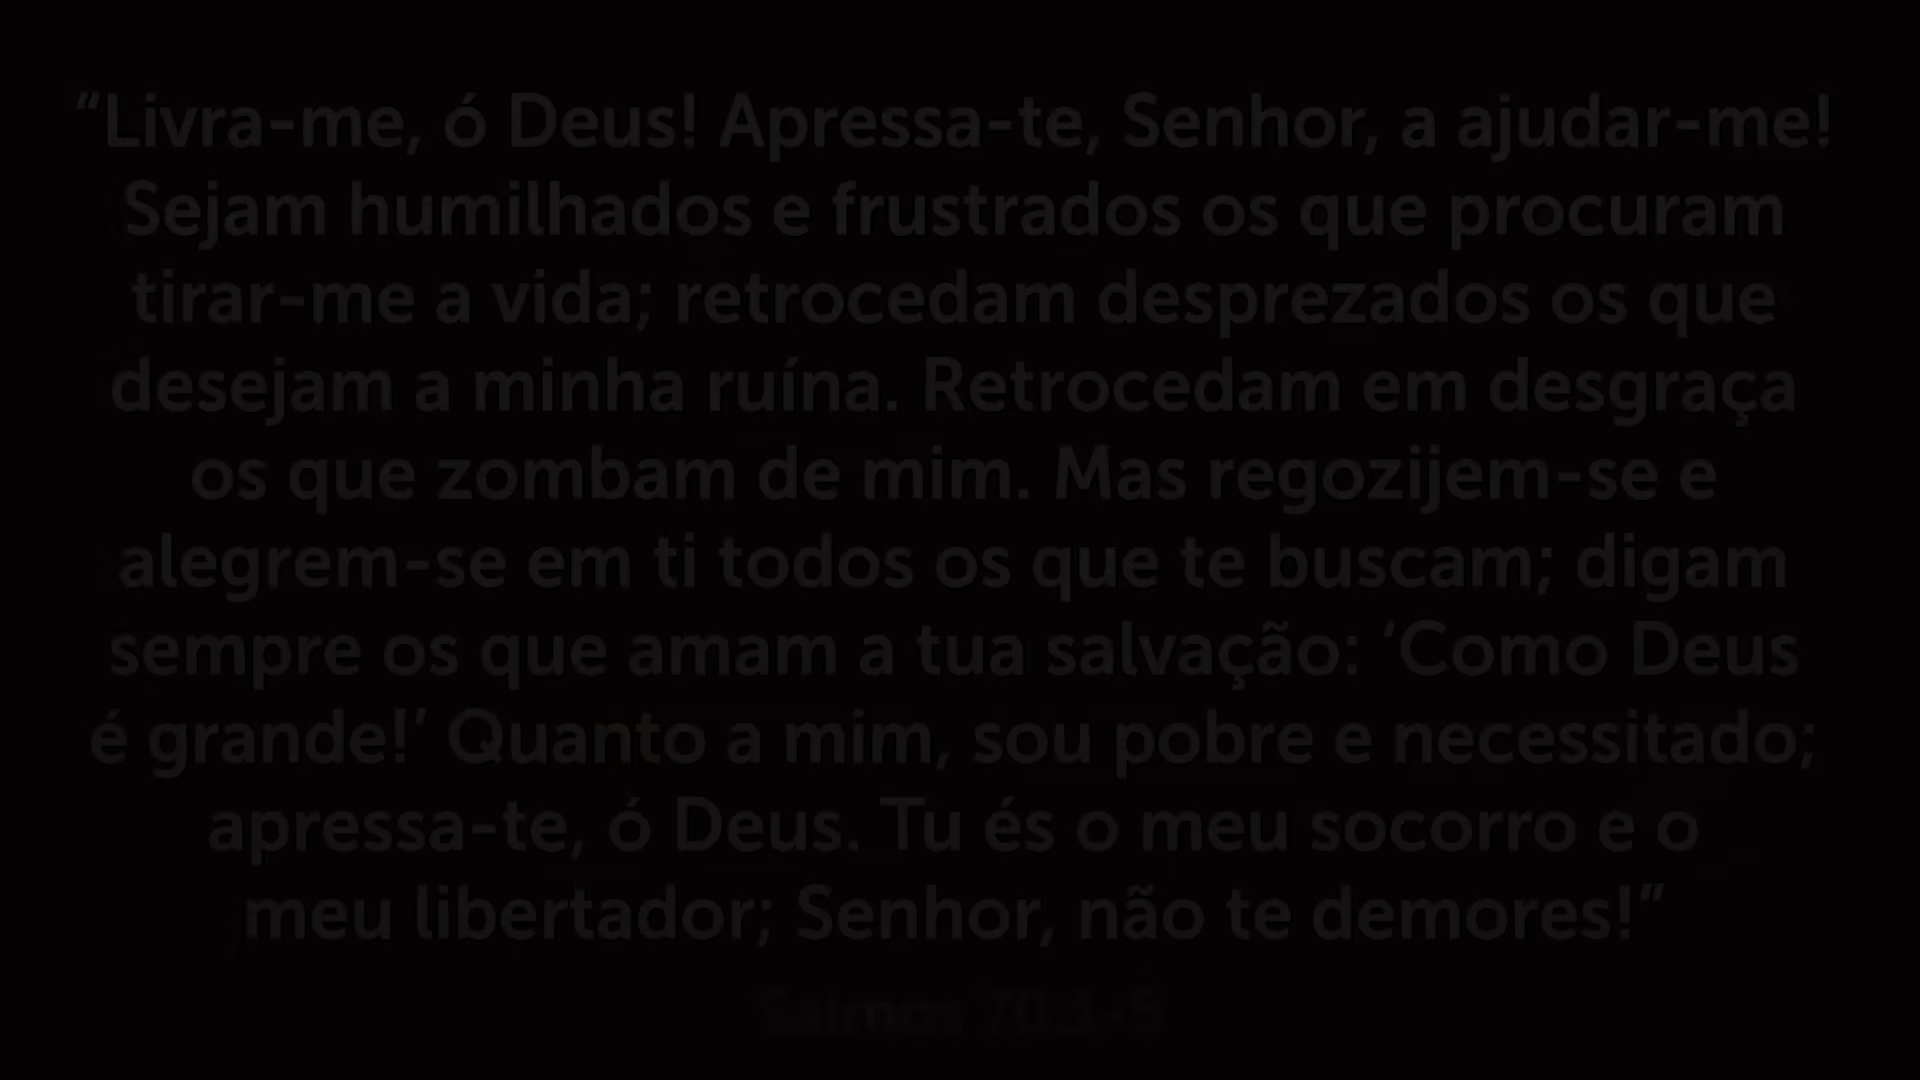 “Livra-me, ó Deus! Apressa-te, Senhor, a ajudar-me!
Sejam humilhados e frustrados os que procuram
tirar-me a vida; retrocedam desprezados os que
desejam a minha ruína. Retrocedam em desgraça
os que zombam de mim. Mas regozijem-se e
alegrem-se em ti todos os que te buscam; digam
sempre os que amam a tua salvação: ‘Como Deus
é grande!’ Quanto a mim, sou pobre e necessitado;
apressa-te, ó Deus. Tu és o meu socorro e o
meu libertador; Senhor, não te demores!”
Salmos 70:1-5